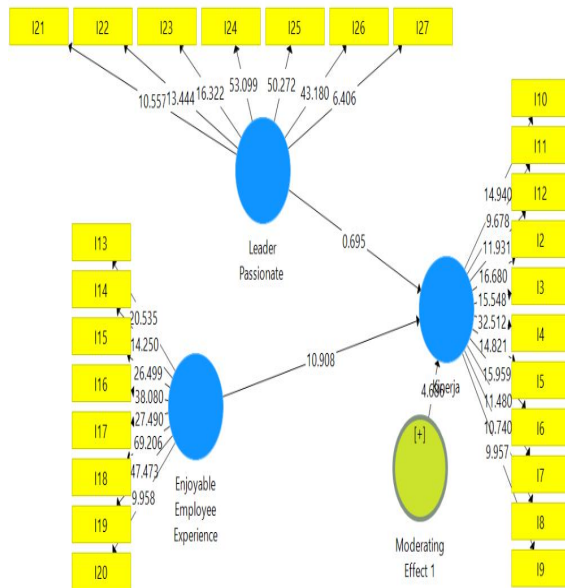 I21 I22 I23 I24 I25 I26 I27
10.557 13.444 16.322 53.099 50.272 43.180 6.406
Leader
Passionate
0.695
I10
I11
I12
I2
I3
I4
I5
I6
I7
I8
I9
14.940
9.678
11.931
16.680
15.548
32.512
14.821
15.959
11.480
10.740
9.957
Kinerja
I13
I14
I15
I16
I17
I18
I19
I20
20.535
14.250
26.499
38.080
27.490
69.206
47.473
9.958
Enjoyable
Employee
Experience
10.908
[+]
Moderating
Effect 1